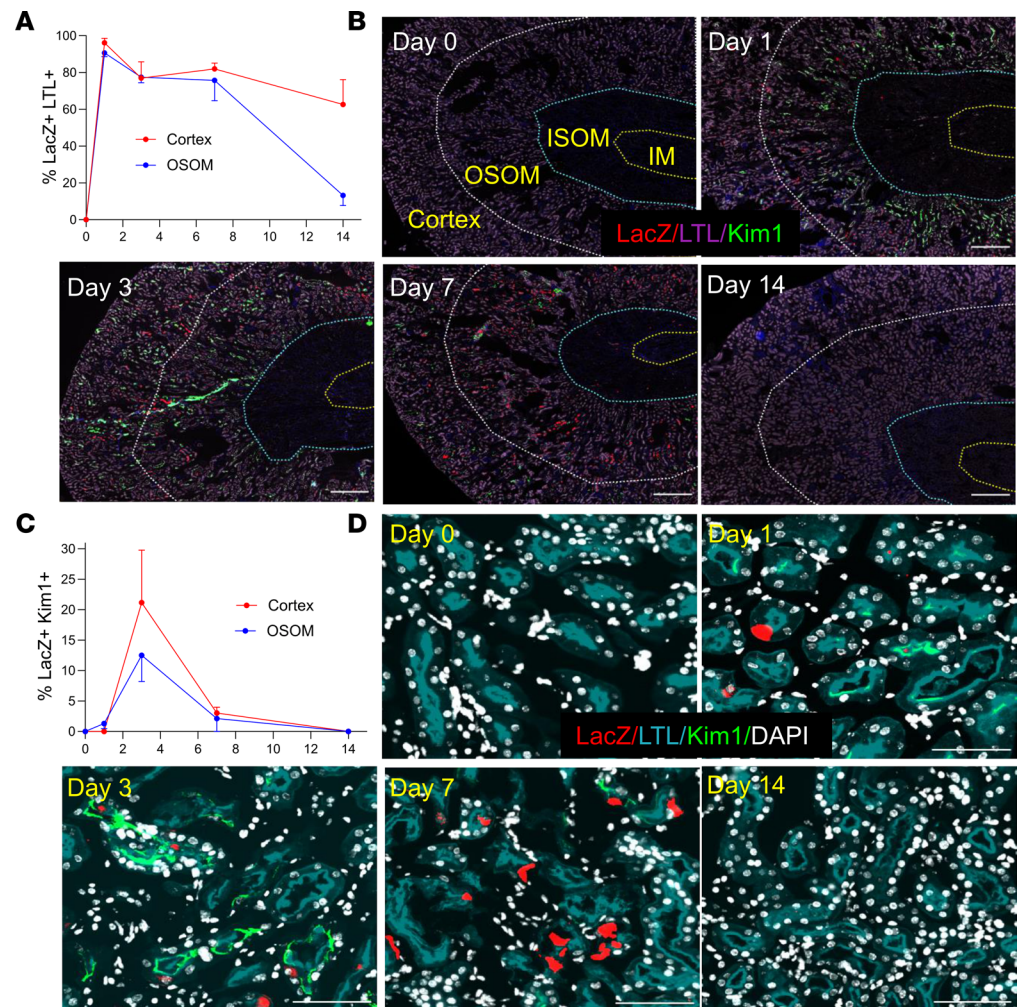 A
% LacZ+ LTL+
100
80
60
40
20
0
0 2 4 6 8 10 12 14
Cortex
OSOM
B
Day 0
ISOM
IM
OSOM
Cortex
Day 1
LacZ/LTL/Kim1
Day 3
Day 7
Day 14
C
% LacZ+ Kim1+
30
25
20
15
10
5
0
0 2 4 6 8 10 12 14
Cortex
OSOM
D
Day 0
Day 1
LacZ/LTL/Kim1/DAPI
Day 3
Day 7
Day 14